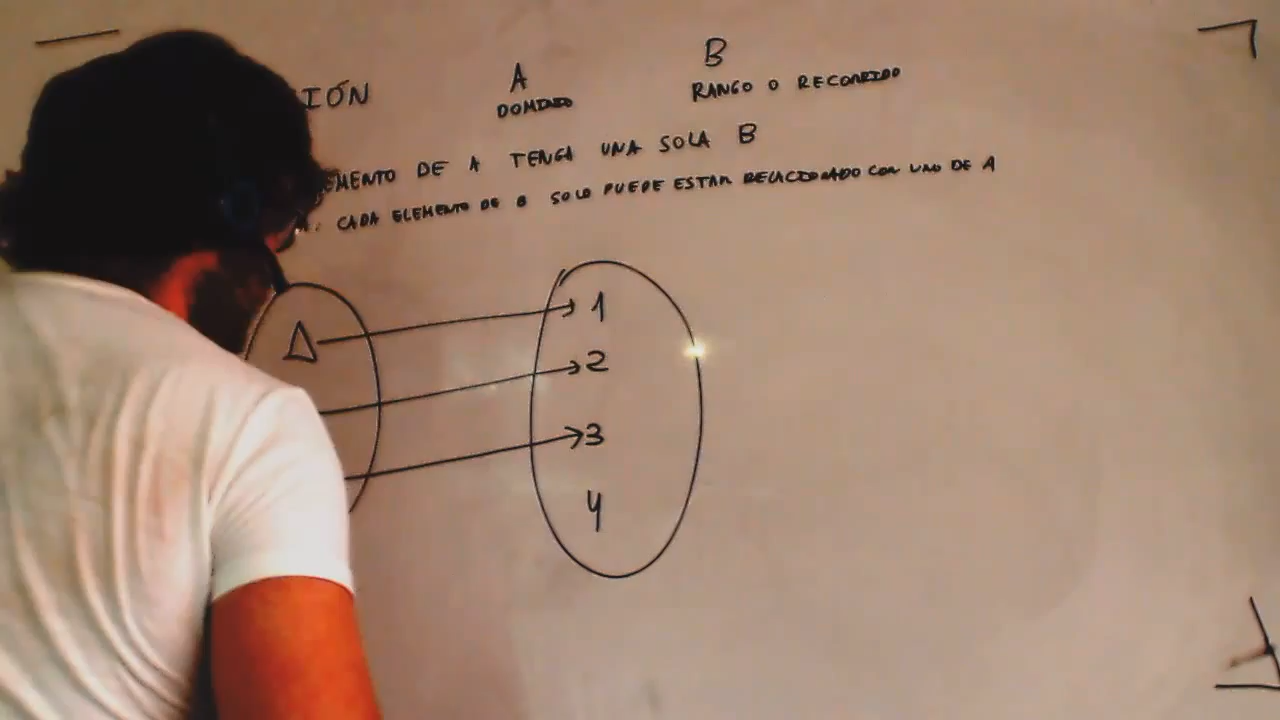 IÓN A B
DOMINIO RANGO O RECORRIDO
EMENTO DE A TENGA UNA SOLA B
A: CADA ELEMENTO DE B SOLO PUEDE ESTAR RELACIONADO CON UNO DE A
Δ 1
2
3
4